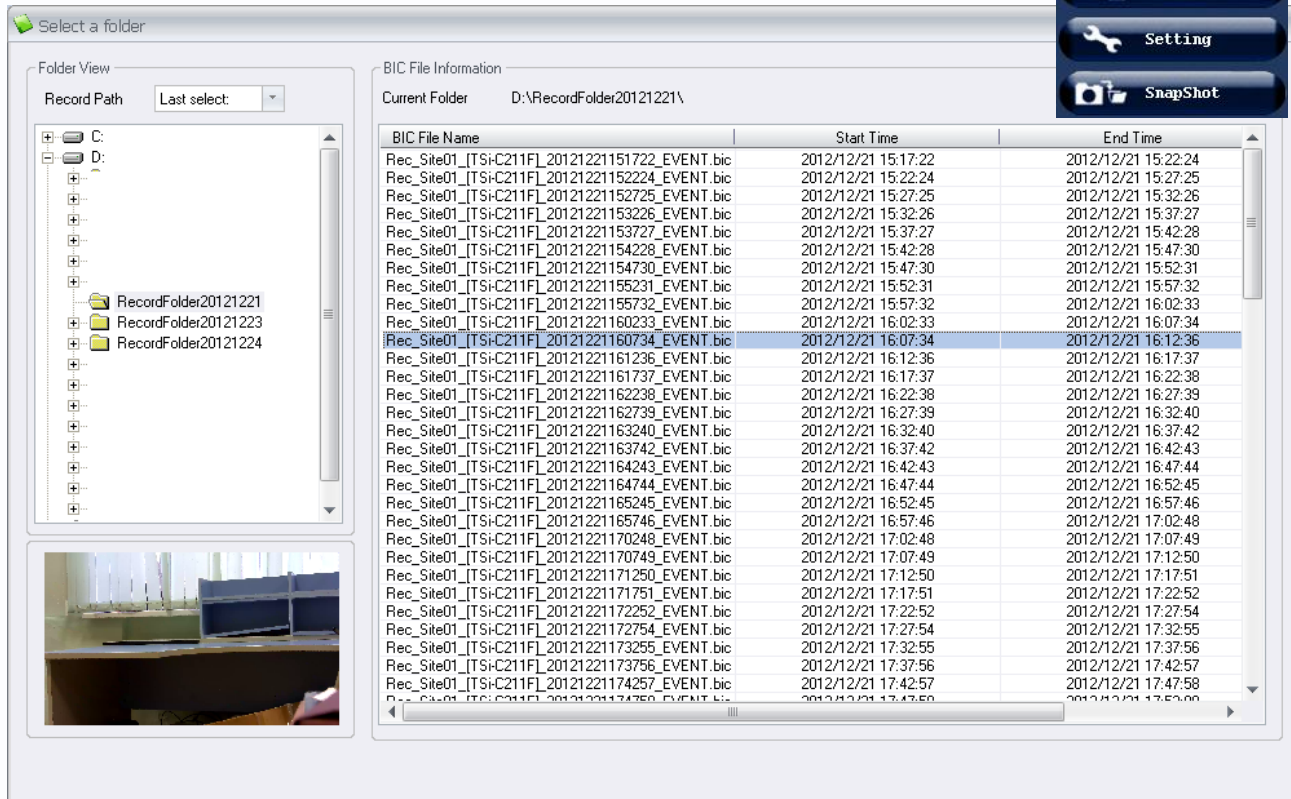 Select a folder
Setting
SnapShot
Folder View
Record Path Last select:
C:
D:
RecordFolder20121221
RecordFolder20121223
RecordFolder20121224
BIC File Information
Current Folder D:\RecordFolder20121221\
BIC File Name Start Time End Time
Rec_Site01_[TSi-C211F]_20121221151722_EVENT.bic 2012/12/21 15:17:22 2012/12/21 15:22:24
Rec_Site01_[TSi-C211F]_20121221152224_EVENT.bic 2012/12/21 15:22:24 2012/12/21 15:27:25
Rec_Site01_[TSi-C211F]_20121221152725_EVENT.bic 2012/12/21 15:27:25 2012/12/21 15:32:26
Rec_Site01_[TSi-C211F]_20121221153226_EVENT.bic 2012/12/21 15:32:26 2012/12/21 15:37:27
Rec_Site01_[TSi-C211F]_20121221153727_EVENT.bic 2012/12/21 15:37:27 2012/12/21 15:42:28
Rec_Site01_[TSi-C211F]_20121221154228_EVENT.bic 2012/12/21 15:42:28 2012/12/21 15:47:30
Rec_Site01_[TSi-C211F]_20121221154730_EVENT.bic 2012/12/21 15:47:30 2012/12/21 15:52:31
Rec_Site01_[TSi-C211F]_20121221155231_EVENT.bic 2012/12/21 15:52:31 2012/12/21 15:57:32
Rec_Site01_[TSi-C211F]_20121221155732_EVENT.bic 2012/12/21 15:57:32 2012/12/21 16:02:33
Rec_Site01_[TSi-C211F]_20121221160233_EVENT.bic 2012/12/21 16:02:33 2012/12/21 16:07:34
Rec_Site01_[TSi-C211F]_20121221160734_EVENT.bic 2012/12/21 16:07:34 2012/12/21 16:12:36
Rec_Site01_[TSi-C211F]_20121221161236_EVENT.bic 2012/12/21 16:12:36 2012/12/21 16:17:37
Rec_Site01_[TSi-C211F]_20121221161737_EVENT.bic 2012/12/21 16:17:37 2012/12/21 16:22:38
Rec_Site01_[TSi-C211F]_20121221162238_EVENT.bic 2012/12/21 16:22:38 2012/12/21 16:27:39
Rec_Site01_[TSi-C211F]_20121221162739_EVENT.bic 2012/12/21 16:27:39 2012/12/21 16:32:40
Rec_Site01_[TSi-C211F]_20121221163240_EVENT.bic 2012/12/21 16:32:40 2012/12/21 16:37:42
Rec_Site01_[TSi-C211F]_20121221163742_EVENT.bic 2012/12/21 16:37:42 2012/12/21 16:42:43
Rec_Site01_[TSi-C211F]_20121221164243_EVENT.bic 2012/12/21 16:42:43 2012/12/21 16:47:44
Rec_Site01_[TSi-C211F]_20121221164744_EVENT.bic 2012/12/21 16:47:44 2012/12/21 16:52:45
Rec_Site01_[TSi-C211F]_20121221165245_EVENT.bic 2012/12/21 16:52:45 2012/12/21 16:57:46
Rec_Site01_[TSi-C211F]_20121221165746_EVENT.bic 2012/12/21 16:57:46 2012/12/21 17:02:48
Rec_Site01_[TSi-C211F]_20121221170248_EVENT.bic 2012/12/21 17:02:48 2012/12/21 17:07:49
Rec_Site01_[TSi-C211F]_20121221170749_EVENT.bic 2012/12/21 17:07:49 2012/12/21 17:12:50
Rec_Site01_[TSi-C211F]_20121221171250_EVENT.bic 2012/12/21 17:12:50 2012/12/21 17:17:51
Rec_Site01_[TSi-C211F]_20121221171751_EVENT.bic 2012/12/21 17:17:51 2012/12/21 17:22:52
Rec_Site01_[TSi-C211F]_20121221172252_EVENT.bic 2012/12/21 17:22:52 2012/12/21 17:27:54
Rec_Site01_[TSi-C211F]_20121221172754_EVENT.bic 2012/12/21 17:27:54 2012/12/21 17:32:55
Rec_Site01_[TSi-C211F]_20121221173255_EVENT.bic 2012/12/21 17:32:55 2012/12/21 17:37:56
Rec_Site01_[TSi-C211F]_20121221173756_EVENT.bic 2012/12/21 17:37:56 2012/12/21 17:42:57
Rec_Site01_[TSi-C211F]_20121221174257_EVENT.bic 2012/12/21 17:42:57 2012/12/21 17:47:58